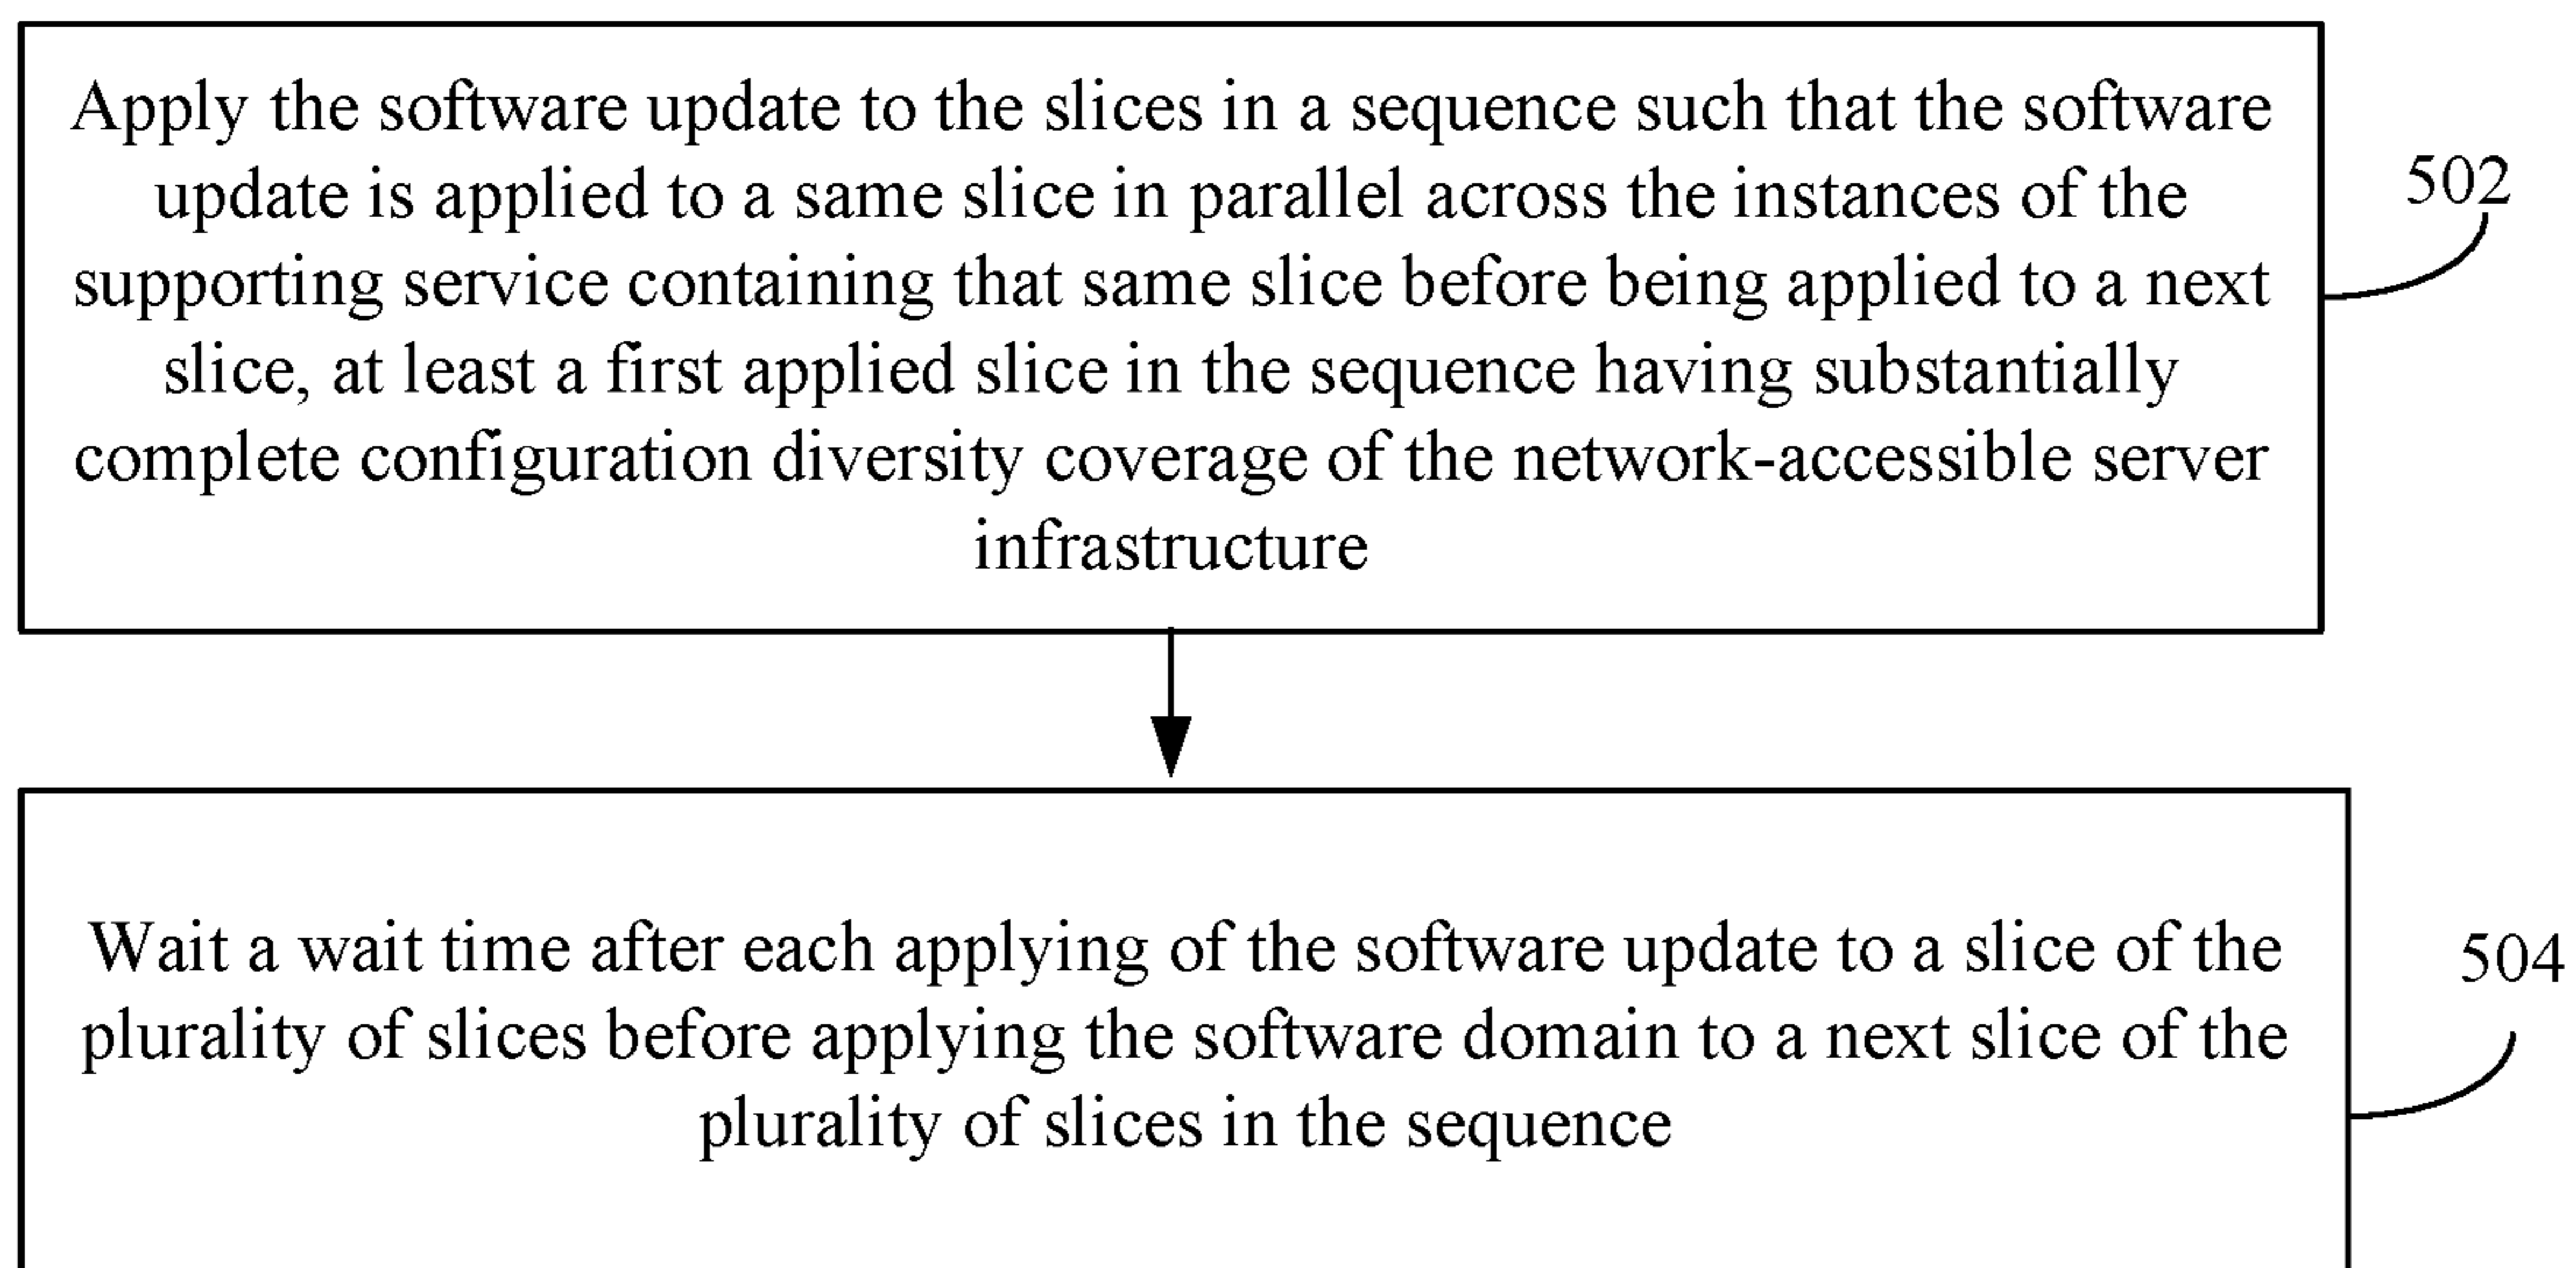 Apply the software update to the slices in a sequence such that the software
update is applied to a same slice in parallel across the instances of the
supporting service containing that same slice before being applied to a next
slice, at least a first applied slice in the sequence having substantially
complete configuration diversity coverage of the network-accessible server
infrastructure
502
Wait a wait time after each applying of the software update to a slice of the
plurality of slices before applying the software domain to a next slice of the
plurality of slices in the sequence
504